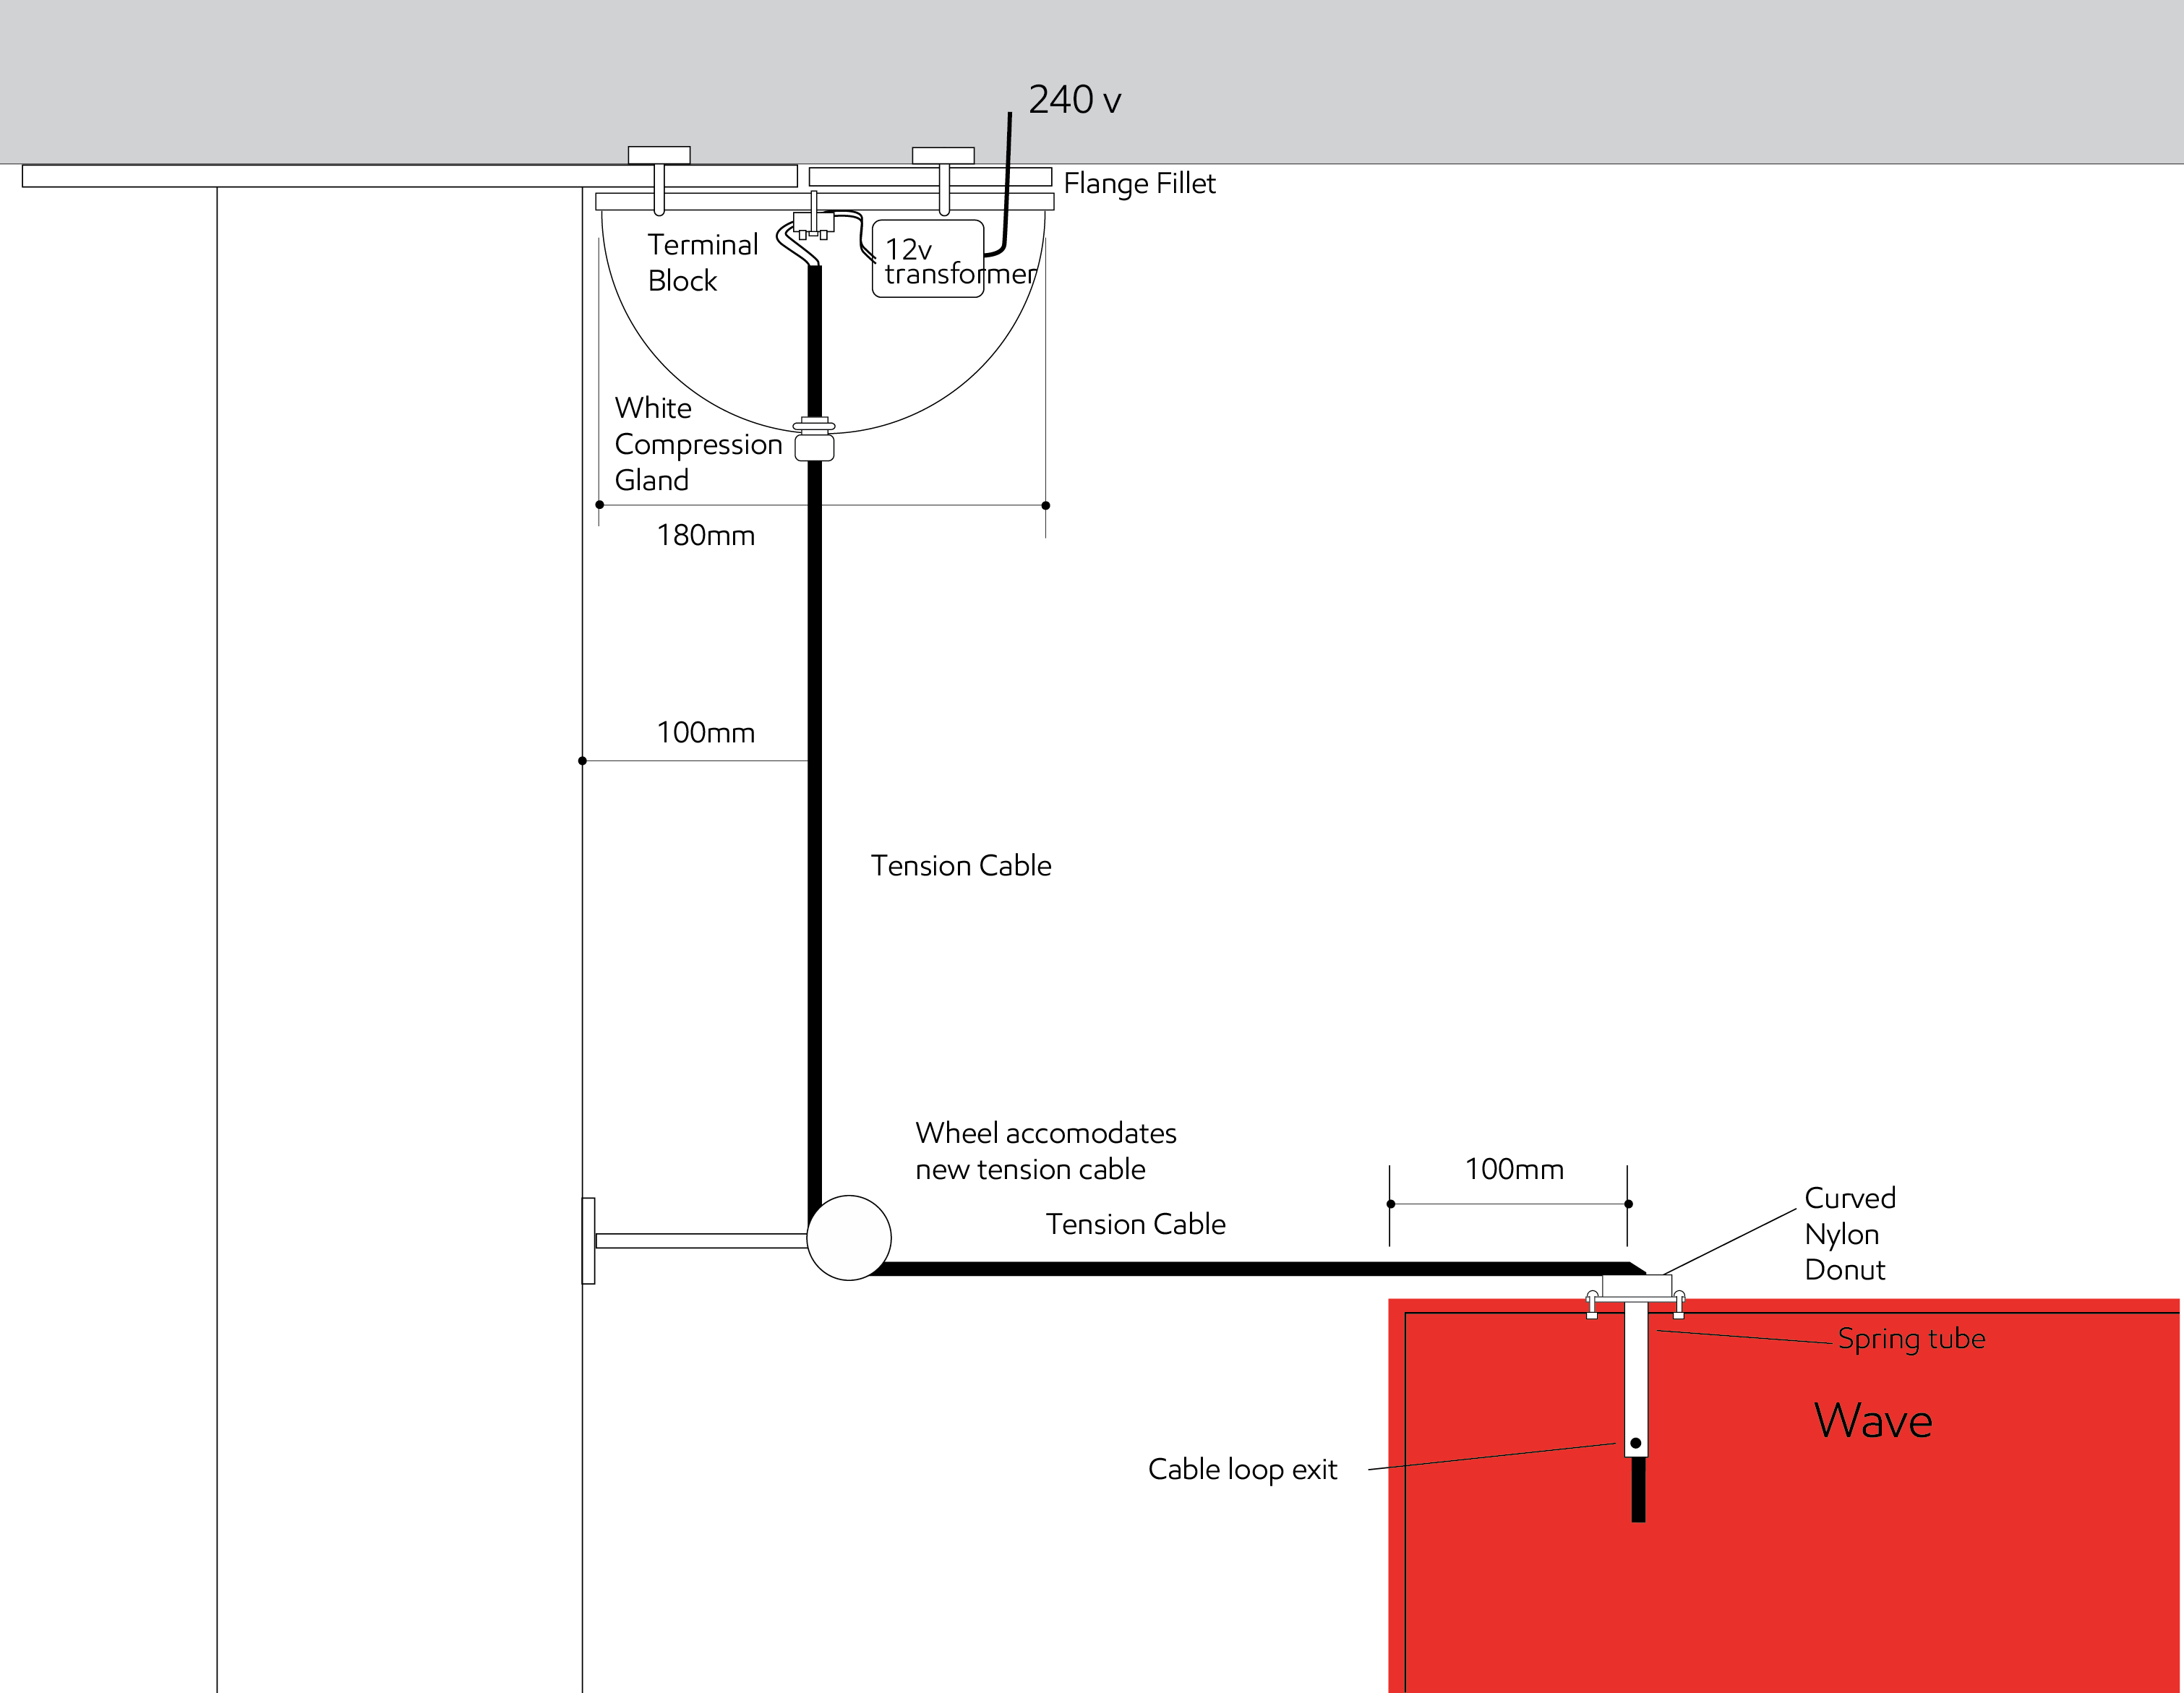 240 v
Flange Fillet
Terminal
Block
12v
transformer
White
Compression
Gland
180mm
100mm
Tension Cable
Wheel accomodates
new tension cable
Tension Cable
100mm
Curved
Nylon
Donut
Spring tube
Wave
Cable loop exit